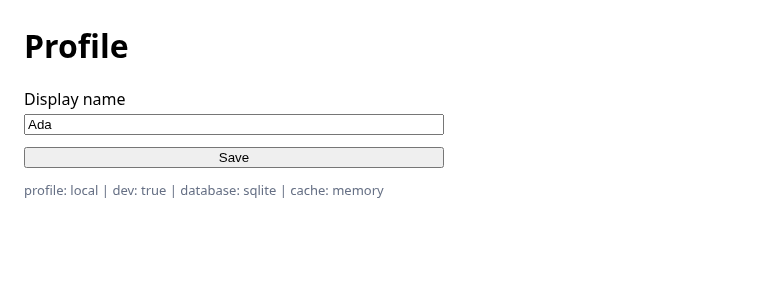 Profile
Display name
Ada
Save
profile: local | dev: true | database: sqlite | cache: memory